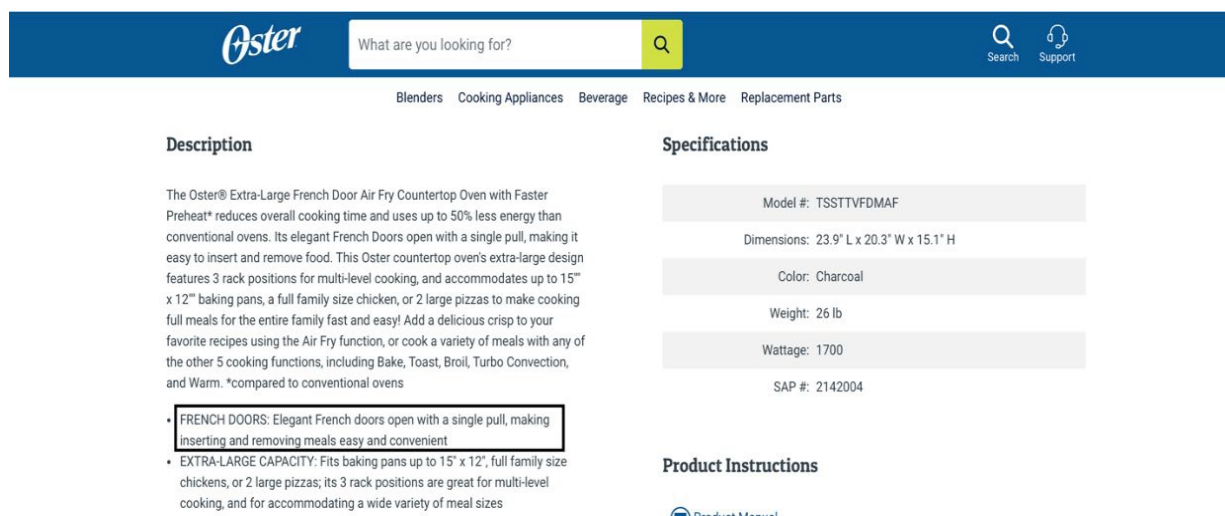 Oster
What are you looking for?
Search Support
Blenders Cooking Appliances Beverage Recipes & More Replacement Parts
Description
The Oster® Extra-Large French Door Air Fry Countertop Oven with Faster
Preheat* reduces overall cooking time and uses up to 50% less energy than
conventional ovens. Its elegant French Doors open with a single pull, making it
easy to insert and remove food. This Oster countertop oven's extra-large design
features 3 rack positions for multi-level cooking, and accommodates up to 15""
x 12"" baking pans, a full family size chicken, or 2 large pizzas to make cooking
full meals for the entire family fast and easy! Add a delicious crisp to your
favorite recipes using the Air Fry function, or cook a variety of meals with any of
the other 5 cooking functions, including Bake, Toast, Broil, Turbo Convection,
and Warm. *compared to conventional ovens
• FRENCH DOORS: Elegant French doors open with a single pull, making
inserting and removing meals easy and convenient
• EXTRA-LARGE CAPACITY: Fits baking pans up to 15" x 12", full family size
chickens, or 2 large pizzas; its 3 rack positions are great for multi-level
cooking, and for accommodating a wide variety of meal sizes
Specifications
Model #: TSSTTVFDMAF
Dimensions: 23.9" L x 20.3" W x 15.1" H
Color: Charcoal
Weight: 26 lb
Wattage: 1700
SAP #: 2142004
Product Instructions
Product Manual